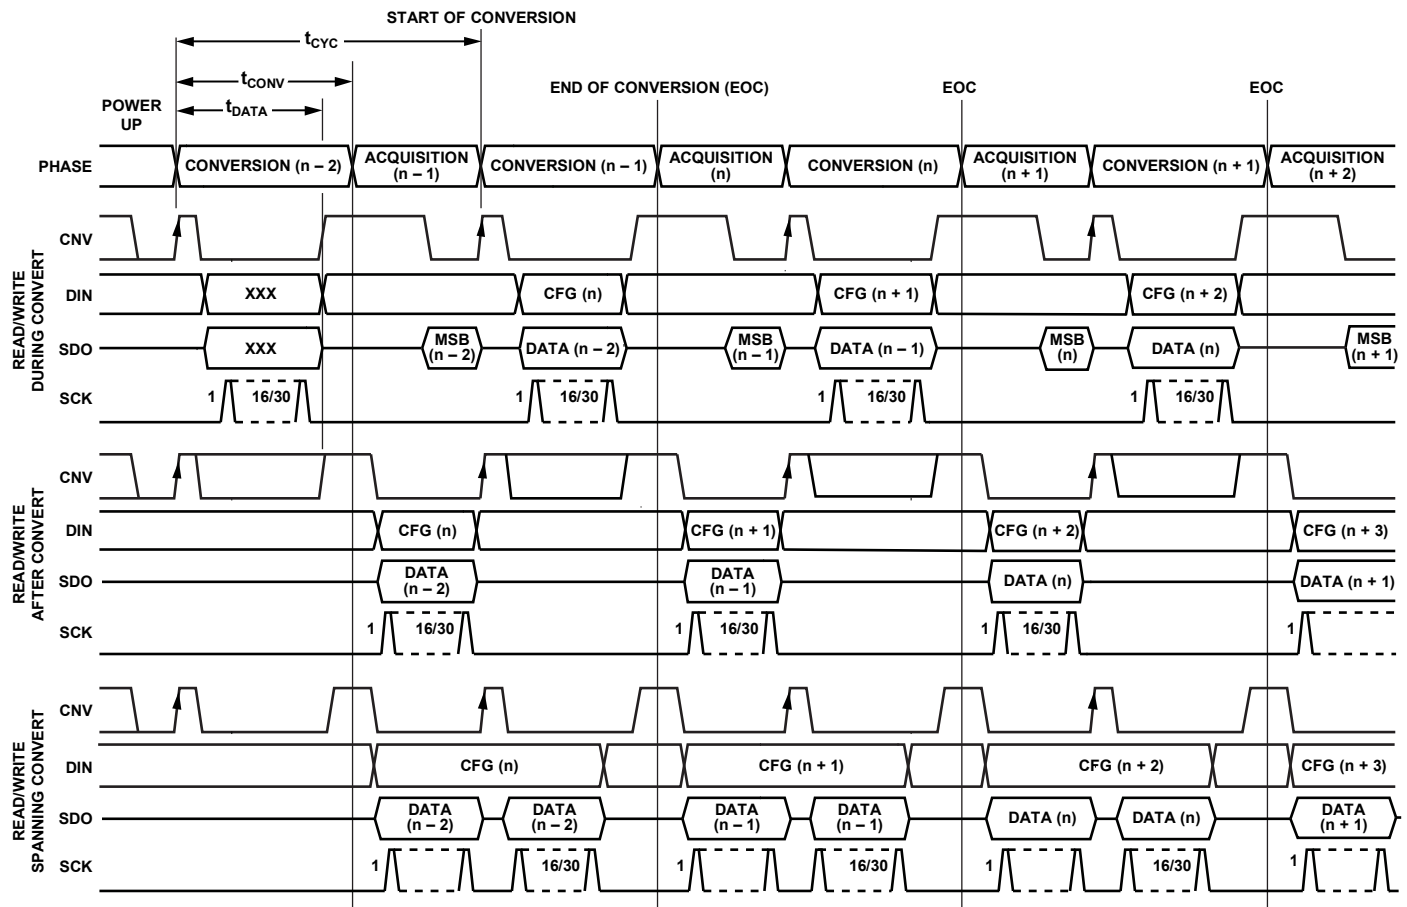 START OF CONVERSION
tCYC
tCONV
tDATA
POWER
UP
END OF CONVERSION (EOC)
EOC
EOC
PHASE
CONVERSION (n – 2)
ACQUISITION
(n – 1)
CONVERSION (n – 1)
ACQUISITION
(n)
CONVERSION (n)
ACQUISITION
(n + 1)
CONVERSION (n + 1)
ACQUISITION
(n + 2)
READ/WRITE
DURING CONVERT
CNV
DIN
XXX
CFG (n)
CFG (n + 1)
CFG (n + 2)
SDO
XXX
MSB
(n – 2)
DATA (n – 2)
MSB
(n – 1)
DATA (n – 1)
MSB
(n)
DATA (n)
MSB
(n + 1)
SCK
1
16/30
1
16/30
1
16/30
1
16/30
READ/WRITE
AFTER CONVERT
CNV
DIN
CFG (n)
CFG (n + 1)
CFG (n + 2)
CFG (n + 3)
SDO
DATA
(n – 2)
DATA
(n – 1)
DATA (n)
DATA (n + 1)
SCK
1
16/30
1
16/30
1
16/30
1
READ/WRITE
SPANNING CONVERT
CNV
DIN
CFG (n)
CFG (n + 1)
CFG (n + 2)
CFG (n + 3)
SDO
DATA
(n – 2)
DATA
(n – 2)
DATA
(n – 1)
DATA
(n – 1)
DATA (n)
DATA (n)
DATA
(n + 1)
SCK
1
16/30
1
16/30
1
16/30
1